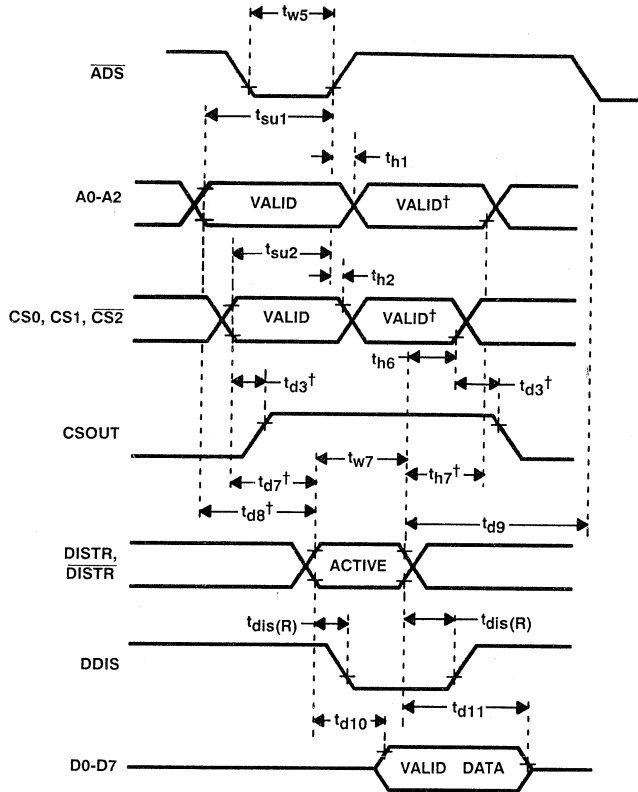 tw5
ADS
tsu1
th1
A0-A2
VALID
VALID†
tsu2
th2
CS0, CS1, CS2
VALID
VALID†
th6
td3†
td3†
CSOUT
tw7
td7†
th7†
td8†
td9
DISTR,
DISTR
ACTIVE
tdis(R)
tdis(R)
DDIS
td10
td11
D0-D7
VALID DATA